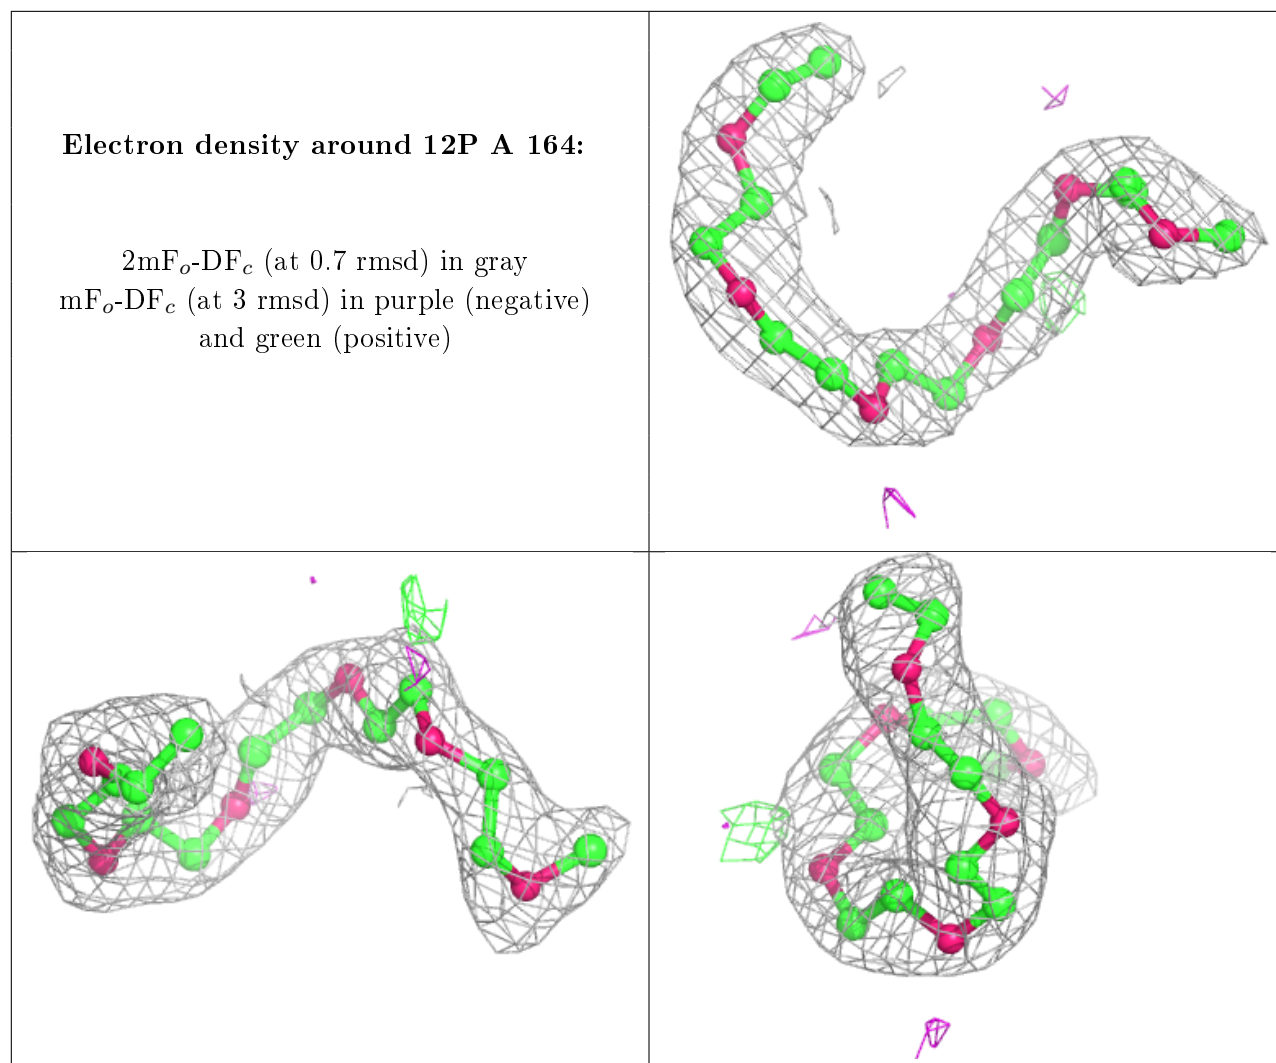 Electron density around 12P A 164:
2mFo-DFc (at 0.7 rmsd) in gray
mFo-DFc (at 3 rmsd) in purple (negative)
and green (positive)